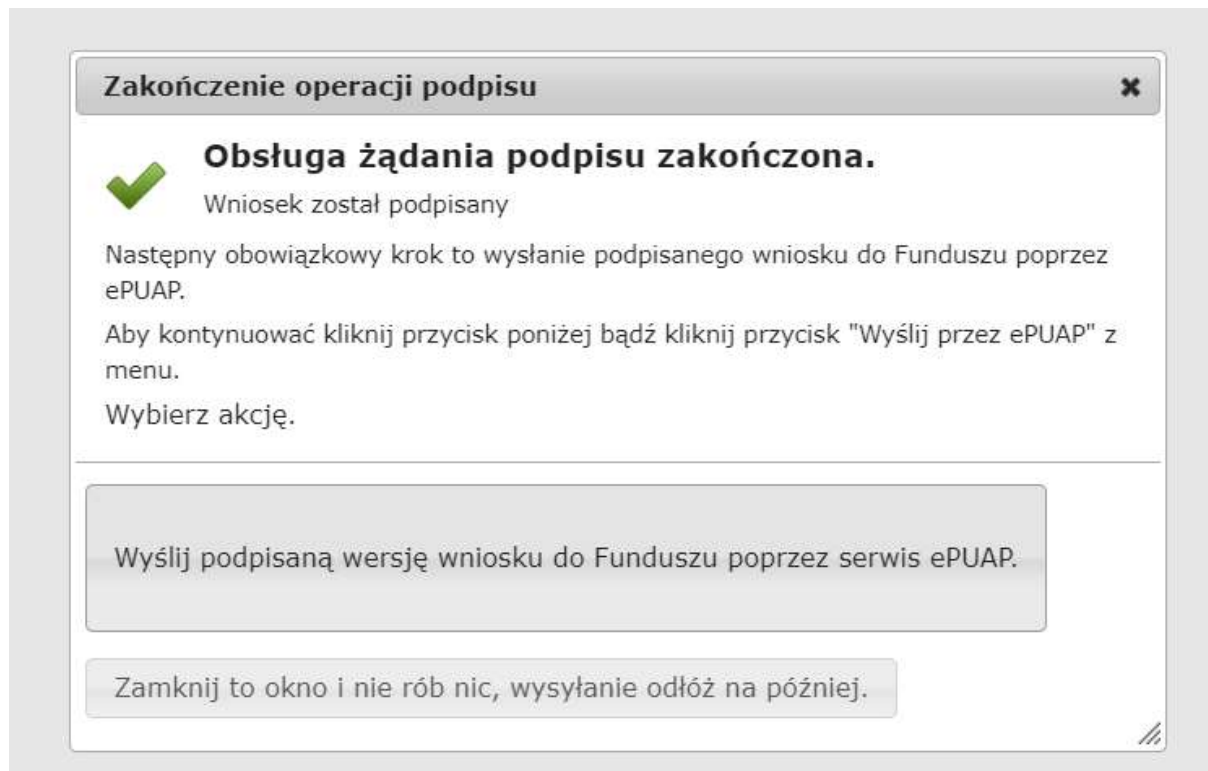 Zakończenie operacji podpisu
Obsługa żądania podpisu zakończona.
Wniosek został podpisany
Następny obowiązkowy krok to wysłanie podpisanego wniosku do Funduszu poprzez
ePUAP.
Aby kontynuować kliknij przycisk poniżej bądź kliknij przycisk "Wyślij przez ePUAP" z
menu.
Wybierz akcję.
Wyślij podpisaną wersję wniosku do Funduszu poprzez serwis ePUAP.
Zamknij to okno i nie rób nic, wysyłanie odłóż na później.